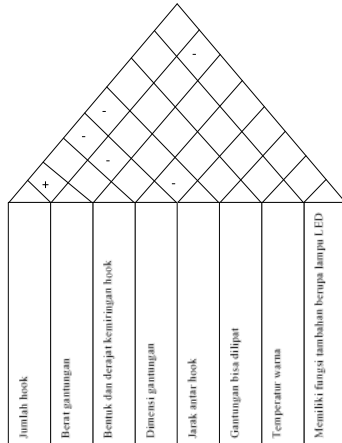 -
-
-
-
+
-
Jumlah hook
Berat gantungan
Bentuk dan derajat kemiringan hook
Dimensi gantungan
Jarak antar hook
Gantungan bisa dilipat
Temperatur warna
Memiliki fungsi tambahan berupa lampu LED